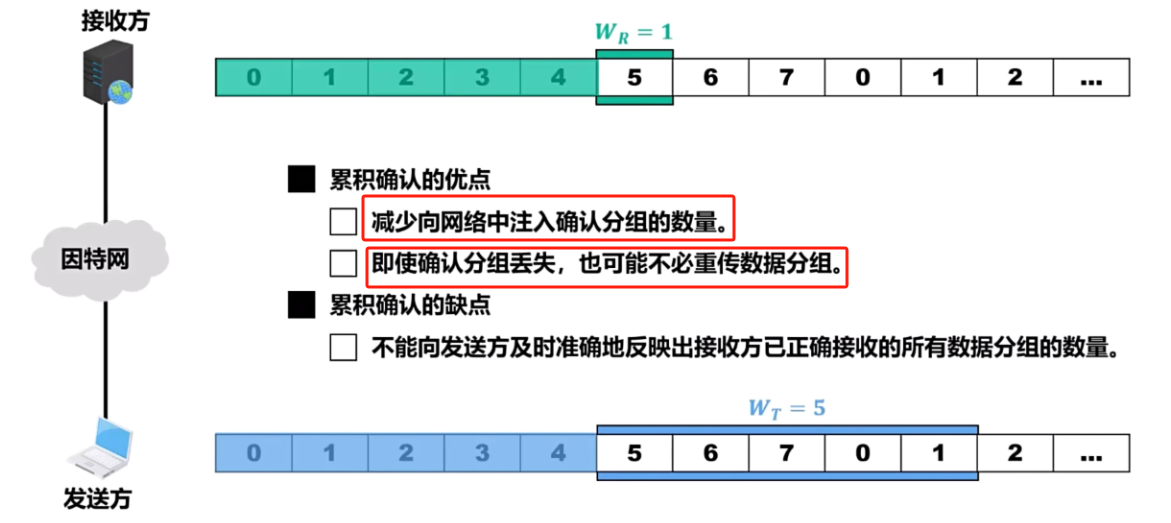 接收方
W_R = 1
0 1 2 3 4 5 6 7 0 1 2 ...
累积确认的优点
减少向网络中注入确认分组的数量。
即使确认分组丢失，也可能不必重传数据分组。
因特网
累积确认的缺点
不能向发送方及时准确地反映出接收方已正确接收的所有数据分组的数量。
W_T = 5
0 1 2 3 4 5 6 7 0 1 2 ...
发送方